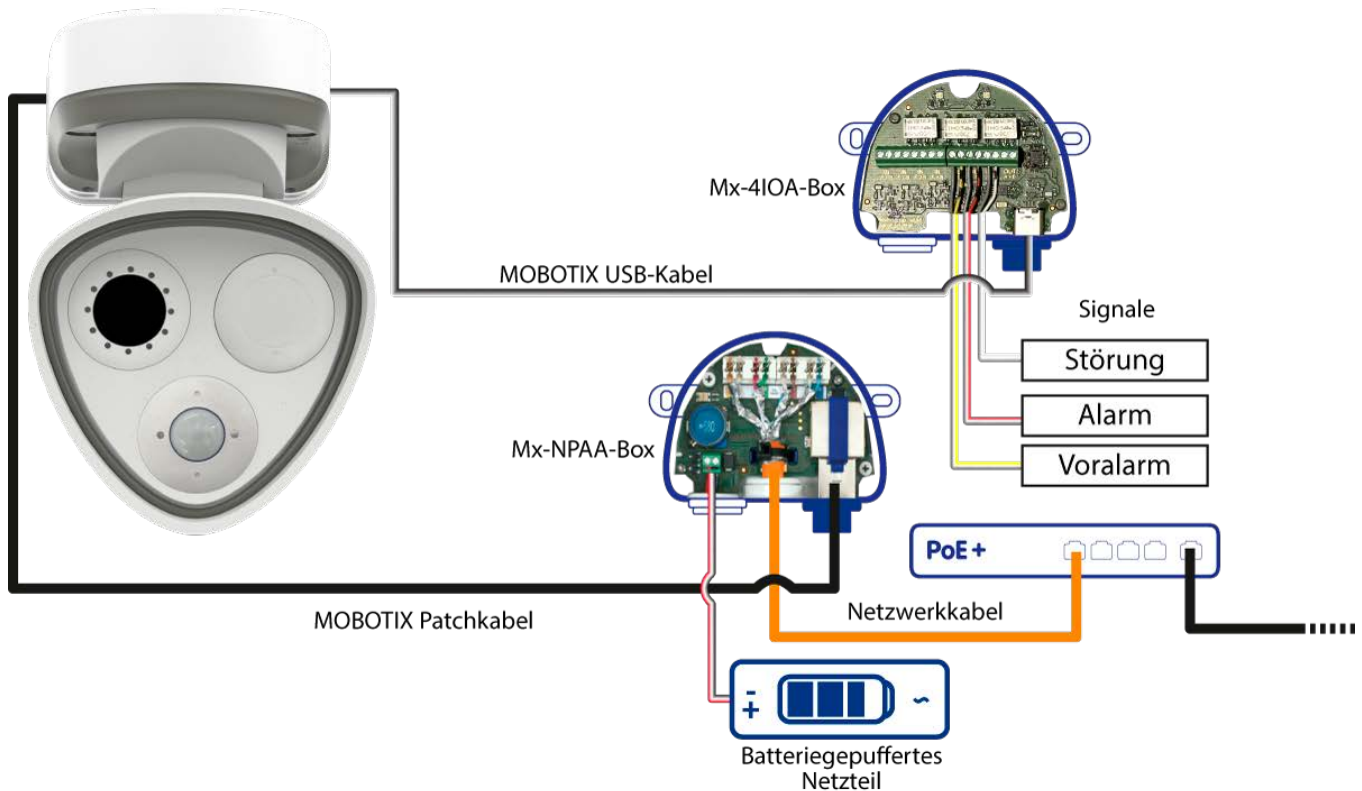 Mx-4IOA-Box
MOBOTIX USB-Kabel
Signale
Störung
Alarm
Voralarm
Mx-NPAA-Box
PoE+
MOBOTIX Patchkabel
Netzwerkkabel
-
+
~
Batteriegepuffertes
Netzteil